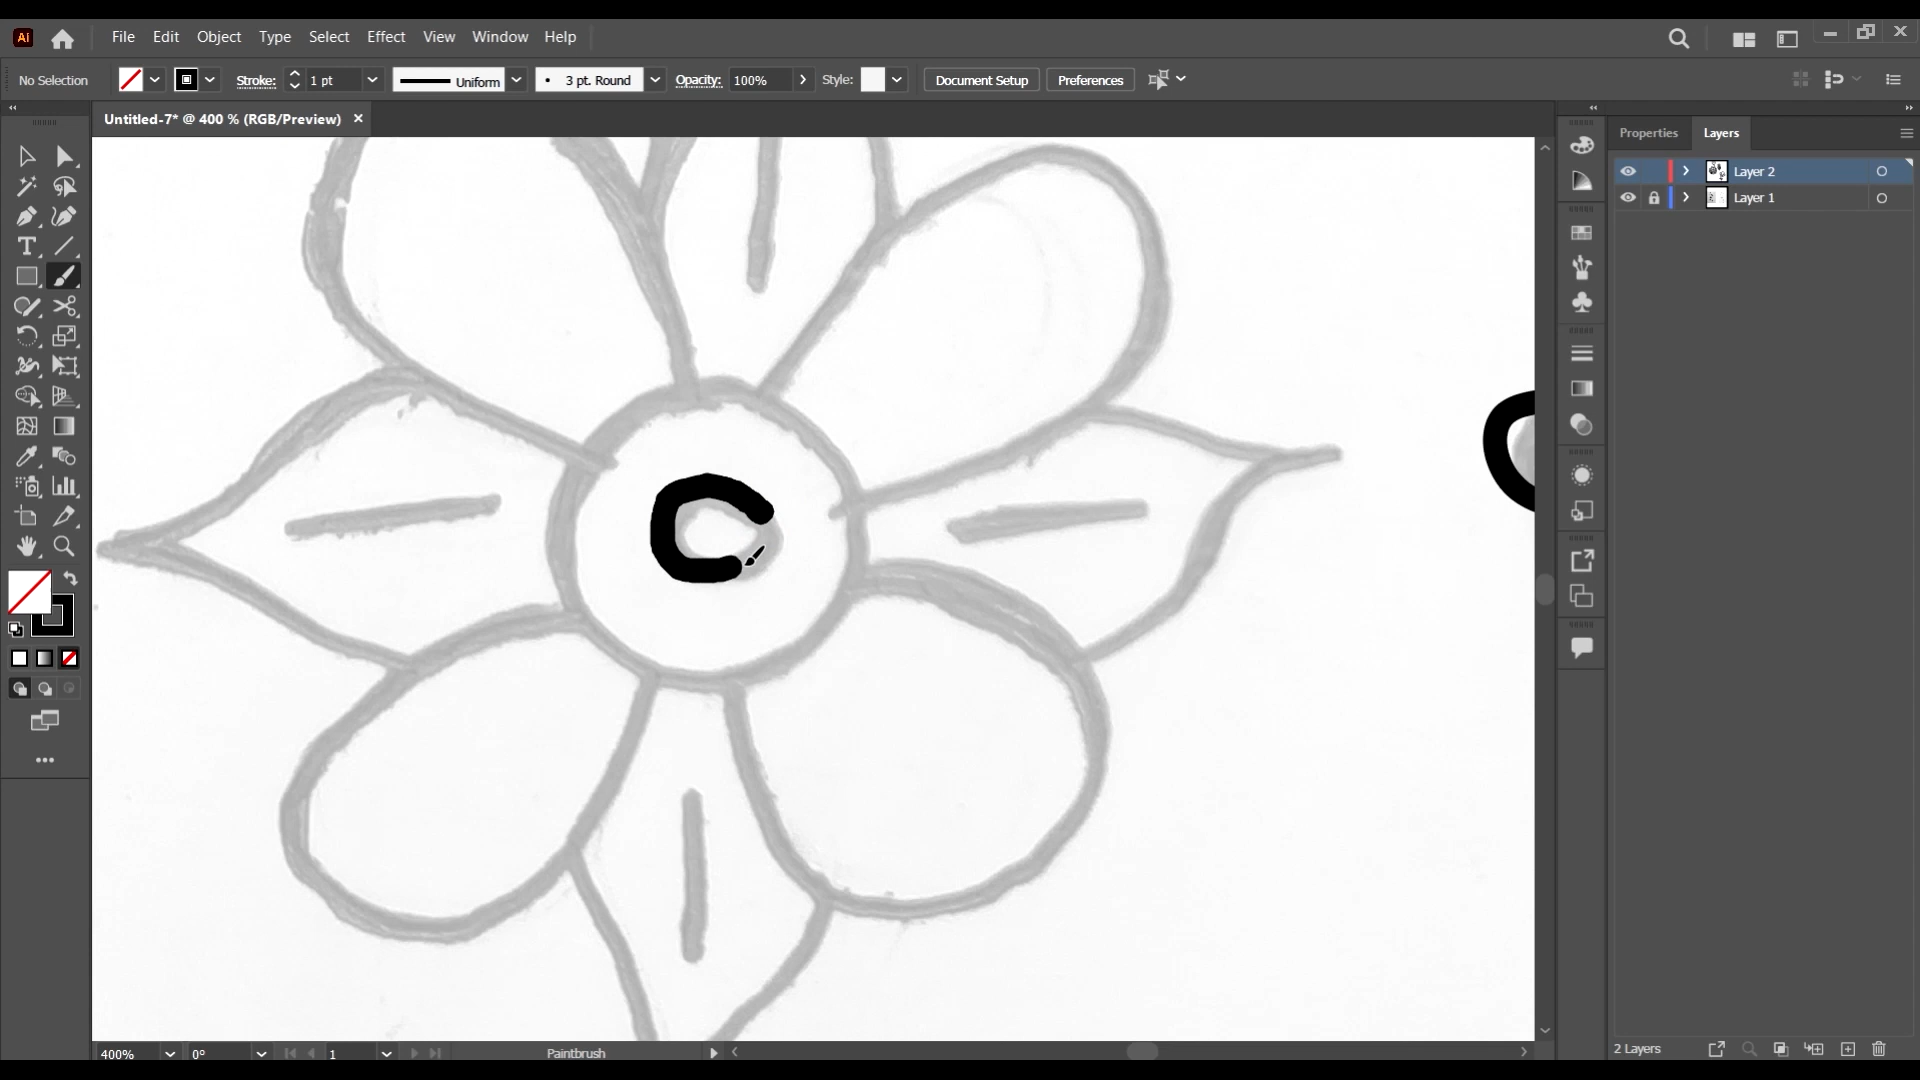 Ai File Edit Object Type Select Effect View Window Help
No Selection Stroke: 1 pt Uniform 3 pt. Round Opacity: 100% Style: Document Setup Preferences
Untitled-7* @ 400 % (RGB/Preview) ×
Properties Layers
Layer 2
Layer 1
400% 0° 1 Paintbrush
2 Layers